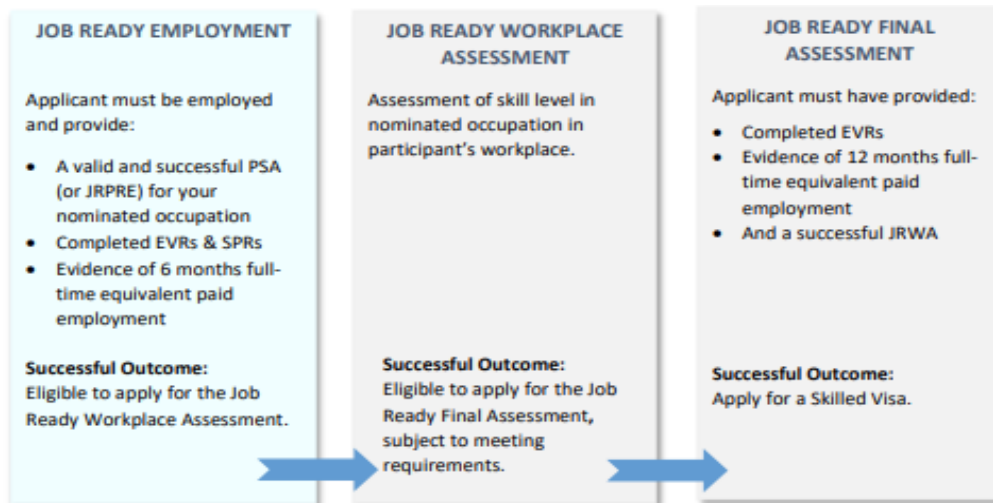 JOB READY EMPLOYMENT
Applicant must be employed
and provide:
• A valid and successful PSA
(or JRPRE) for your
nominated occupation
• Completed EVRs & SPRs
• Evidence of 6 months full-
time equivalent paid
employment
Successful Outcome:
Eligible to apply for the Job
Ready Workplace Assessment.
JOB READY WORKPLACE
ASSESSMENT
Assessment of skill level in
nominated occupation in
participant's workplace.
Successful Outcome:
Eligible to apply for the Job
Ready Final Assessment,
subject to meeting
requirements.
JOB READY FINAL
ASSESSMENT
Applicant must have provided:
• Completed EVRs
• Evidence of 12 months full-
time equivalent paid
employment
• And a successful JRWA
Successful Outcome:
Apply for a Skilled Visa.